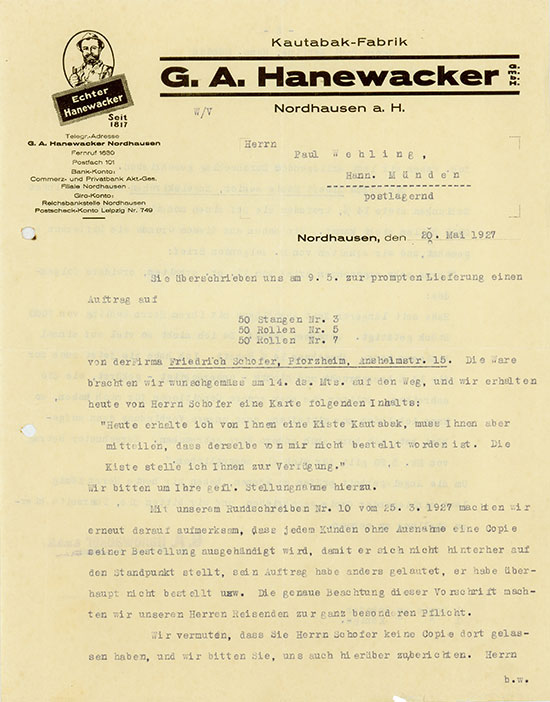 Kautabak-Fabrik
G. A. Hanewacker
G.m.b.H.
Nordhausen a. H.
Echter
Hanewacker
Seit
1817
W/V
Telegr.-Adresse
G. A. Hanewacker Nordhausen
Fernruf 1630
Postfach 101
Bank-Konto:
Commerz- und Privatbank Akt.-Ges.
Filiale Nordhausen
Giro-Konto:
Reichsbankstelle Nordhausen
Postscheck-Konto Leipzig Nr. 749
Herrn
Paul Wehling,
Hann. Münden
postlagernd
Nordhausen, den 20. Mai 1927
Sie überschrieben uns am 9. 5. zur prompten Lieferung einen
Auftrag auf
50 Stangen Nr. 3
50 Rollen Nr. 5
50 Rollen Nr. 7
von der Firma Friedrich Schofer, Pforzheim, Anshelmstr. 15. Die Ware
brachten wir wunschgemäss am 14. ds. Mts. auf den Weg, und wir erhalten
heute von Herrn Schofer eine Karte folgenden Inhalts:
"Heute erhalte ich von Ihnen eine Kiste Kautabak, muss Ihnen aber
mitteilen, dass derselbe von mir nicht bestellt worden ist. Die
Kiste stelle ich Ihnen zur Verfügung."
Wir bitten um Ihre gefl. Stellungnahme hierzu.
Mit unserem Rundschreiben Nr. 10 vom 25. 3. 1927 machten wir
erneut darauf aufmerksam, dass jedem Kunden ohne Ausnahme eine Copie
seiner Bestellung ausgehändigt wird, damit er sich nicht hinterher auf
den Standpunkt stellt, sein Auftrag habe anders gelautet, er habe über-
haupt nicht bestellt usw. Die genaue Beachtung dieser Vorschrift mach-
ten wir unseren Herren Reisenden zur ganz besonderen Pflicht.
Wir vermuten, dass Sie Herrn Schofer keine Copie dort gelas-
sen haben, und wir bitten Sie, uns auch hierüber zu berichten. Herrn
b.w.